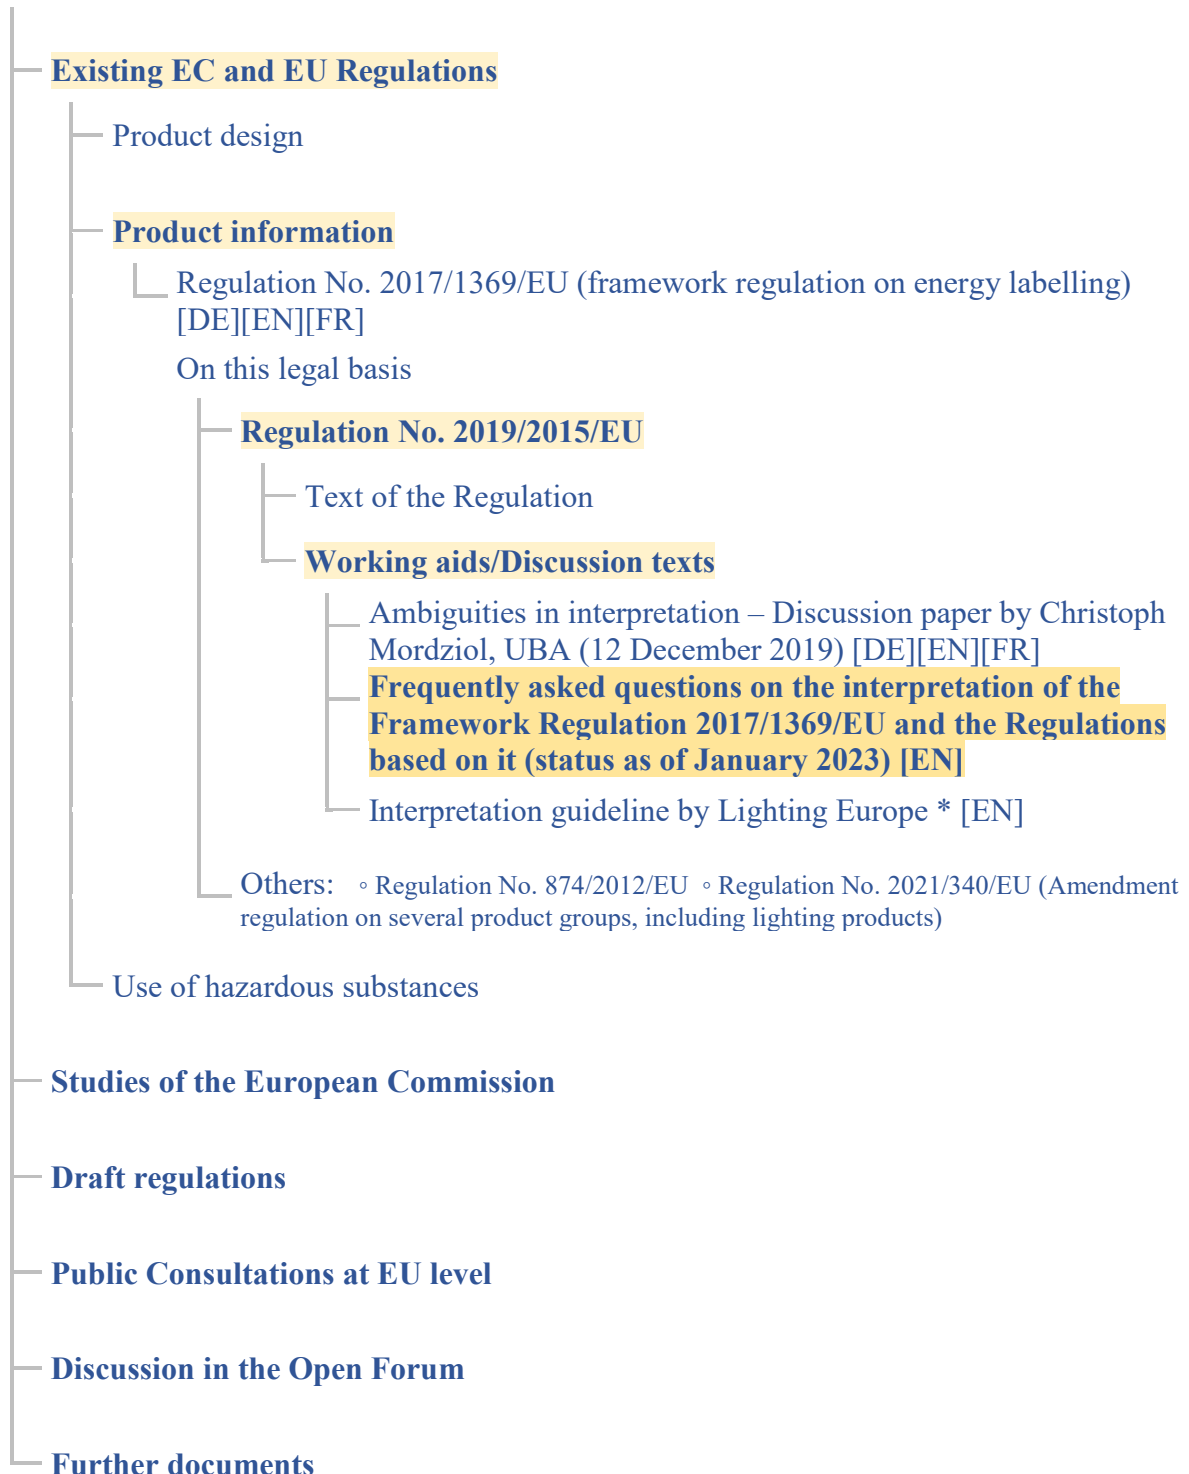 Existing EC and EU Regulations
Product design
Product information
Regulation No. 2017/1369/EU (framework regulation on energy labelling)
[DE][EN][FR]
On this legal basis
Regulation No. 2019/2015/EU
Text of the Regulation
Working aids/Discussion texts
Ambiguities in interpretation – Discussion paper by Christoph
Mordziol, UBA (12 December 2019) [DE][EN][FR]
Frequently asked questions on the interpretation of the
Framework Regulation 2017/1369/EU and the Regulations
based on it (status as of January 2023) [EN]
Interpretation guideline by Lighting Europe * [EN]
Others: ◦ Regulation No. 874/2012/EU ◦ Regulation No. 2021/340/EU (Amendment
regulation on several product groups, including lighting products)
Use of hazardous substances
Studies of the European Commission
Draft regulations
Public Consultations at EU level
Discussion in the Open Forum
Further documents